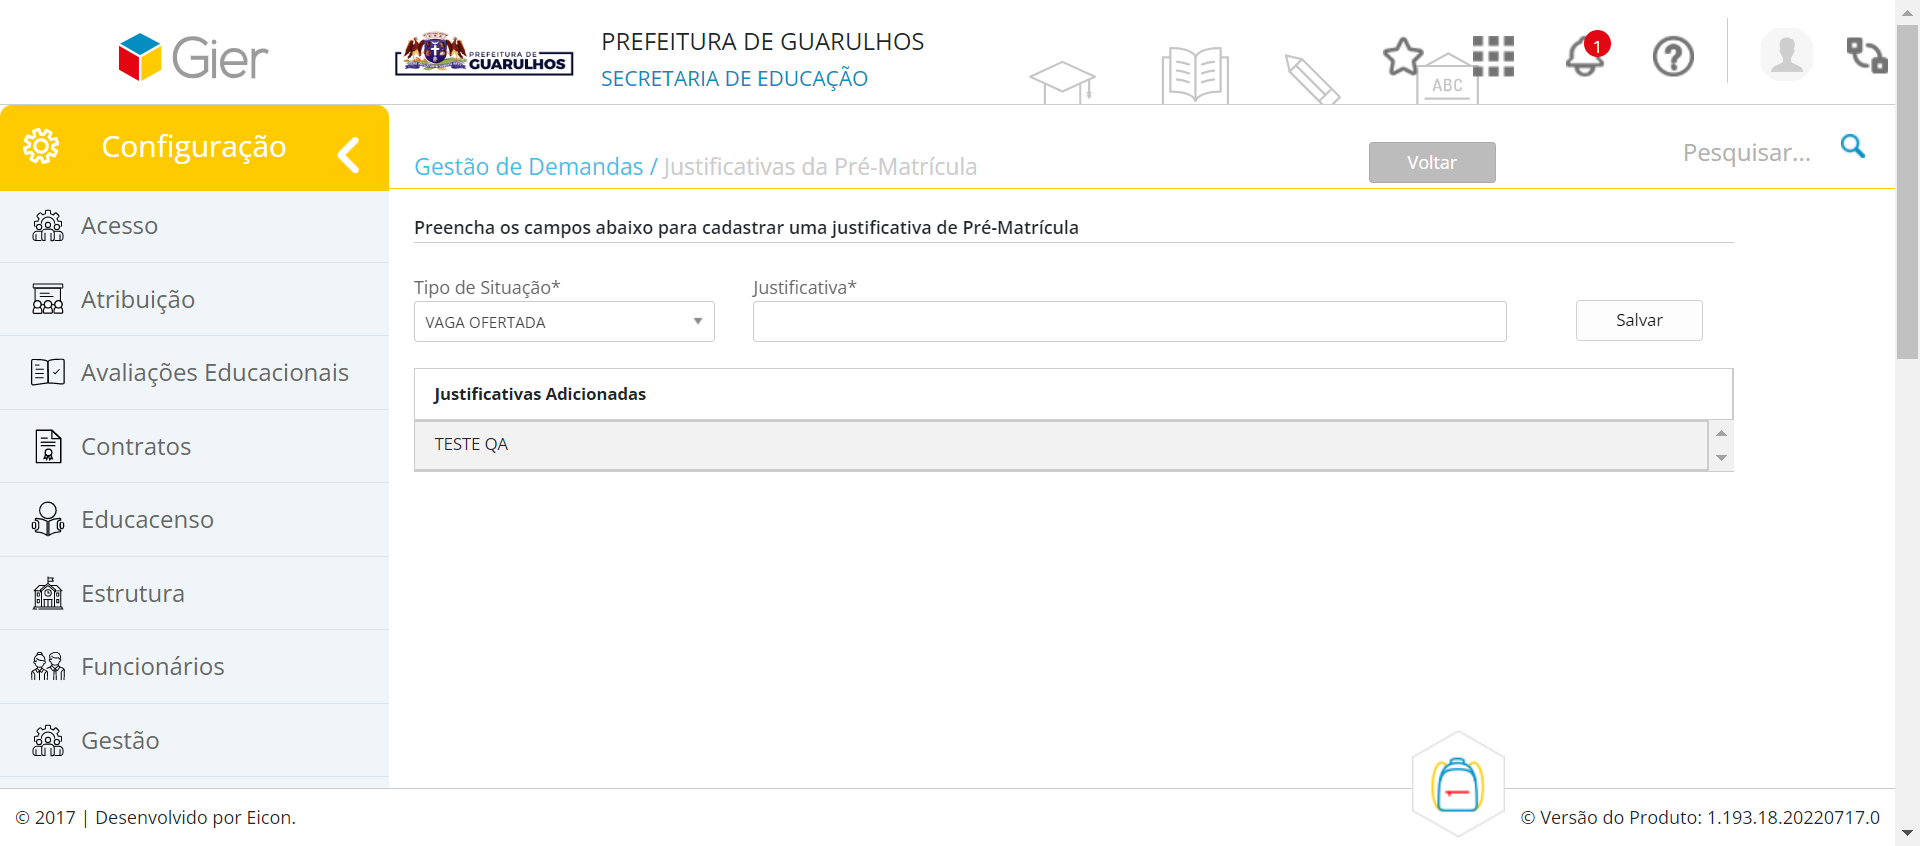 Gier
PREFEITURA DE
GUARULHOS
PREFEITURA DE GUARULHOS
SECRETARIA DE EDUCAÇÃO
ABC
1
Configuração
Gestão de Demandas / Justificativas da Pré-Matrícula
Voltar
Pesquisar...
Acesso
Atribuição
Avaliações Educacionais
Contratos
Educacenso
Estrutura
Funcionários
Gestão
Preencha os campos abaixo para cadastrar uma justificativa de Pré-Matrícula
Tipo de Situação*
Justificativa*
VAGA OFERTADA
Salvar
Justificativas Adicionadas
TESTE QA
© 2017 | Desenvolvido por Eicon.
© Versão do Produto: 1.193.18.20220717.0